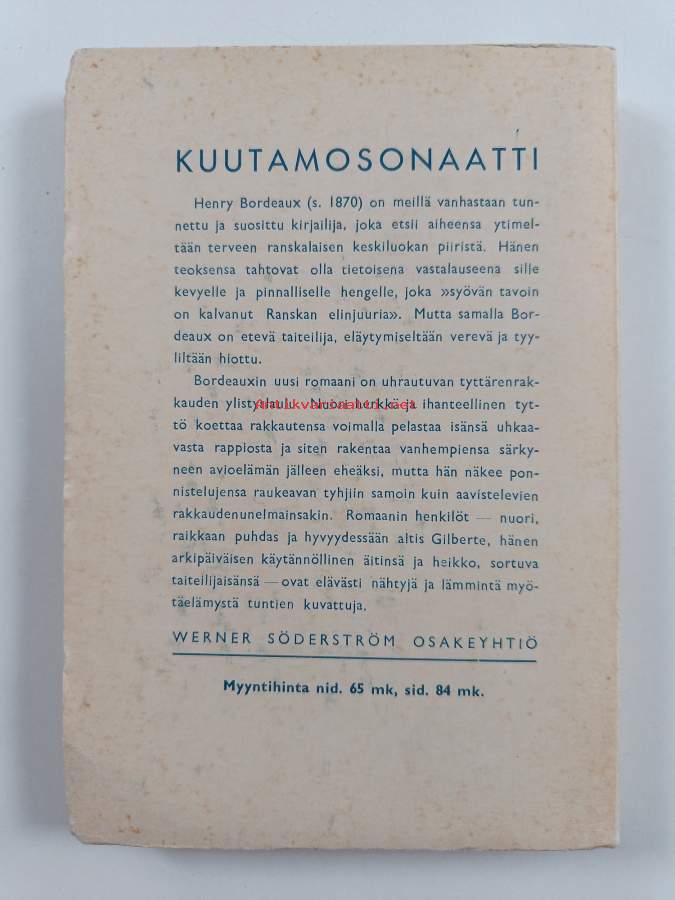 KUUTAMOSONAATTI
Henry Bordeaux (s. 1870) on meillä vanhastaan tun-
nettu ja suosittu kirjailija, joka etsii aiheensa ytimel-
tään terveen ranskalaisen keskiluokan piiristä. Hänen
teoksensa tahtovat olla tietoisena vastalauseena sille
kevyelle ja pinnalliselle hengelle, joka »syövän tavoin
on kalvanut Ranskan elinjuuria». Mutta samalla Bor-
deaux on etevä taiteilija, eläytymiseltään verevä ja tyy-
liltään hiottu.
Bordeauxin uusi romaani on uhrautuvan tyttärenrak-
kauden ylistyslaulu. Nuori, herkkä ja ihanteellinen tyt-
Antikvariaatti.net
tö koettaa rakkautensa voimalla pelastaa isänsä uhkaa-
vasta rappiosta ja siten rakentaa vanhempiensa särky-
neen avioelämän jälleen eheäksi, mutta hän näkee pon-
nistelujensa raukeavan tyhjiin samoin kuin aavistelevien
rakkaudenunelmainsakin. Romaanin henkilöt — nuori,
raikkaan puhdas ja hyvyydessään altis Gilberte, hänen
arkipäiväisen käytännöllinen äitinsä ja heikko, sortuva
taiteilijaisänsä — ovat elävästi nähtyjä ja lämmintä myö-
täelämystä tuntien kuvattuja.
WERNER SÖDERSTRÖM OSAKEYHTIÖ
Myyntihinta nid. 65 mk, sid. 84 mk.